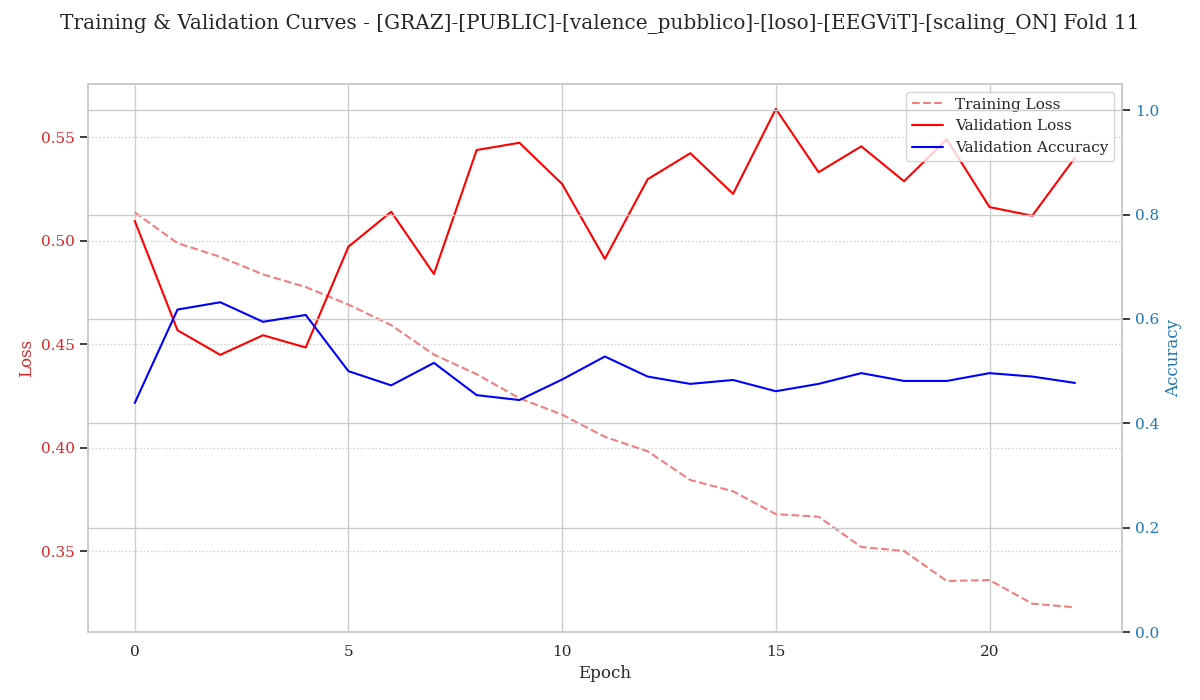 Training & Validation Curves - [GRAZ]-[PUBLIC]-[valence_pubblico]-[loso]-[EEGViT]-[scaling_ON] Fold 11
Training Loss
Validation Loss
Validation Accuracy
0.55
0.50
0.45
0.40
0.35
Loss
1.0
0.8
0.6
0.4
0.2
0.0
Accuracy
0
5
10
15
20
Epoch